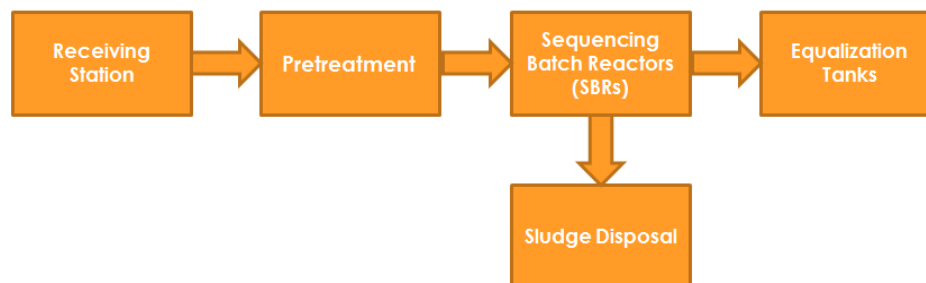 Receiving
Station
Pretreatment
Sequencing
Batch Reactors
(SBRs)
Equalization
Tanks
Sludge Disposal